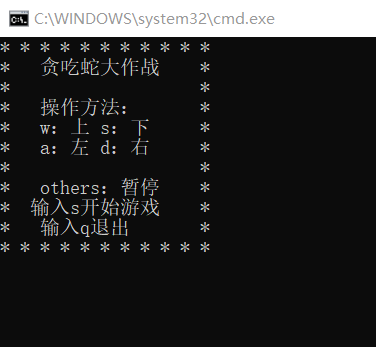 C:\WINDOWS\system32\cmd.exe
* * * * * * * * * * *
*   贪吃蛇大作战    *
*                   *
*   操作方法：      *
*   w：上 s：下     *
*   a：左 d：右     *
*                   *
*   others：暂停    *
*  输入s开始游戏    *
*   输入q退出       *
* * * * * * * * * * *